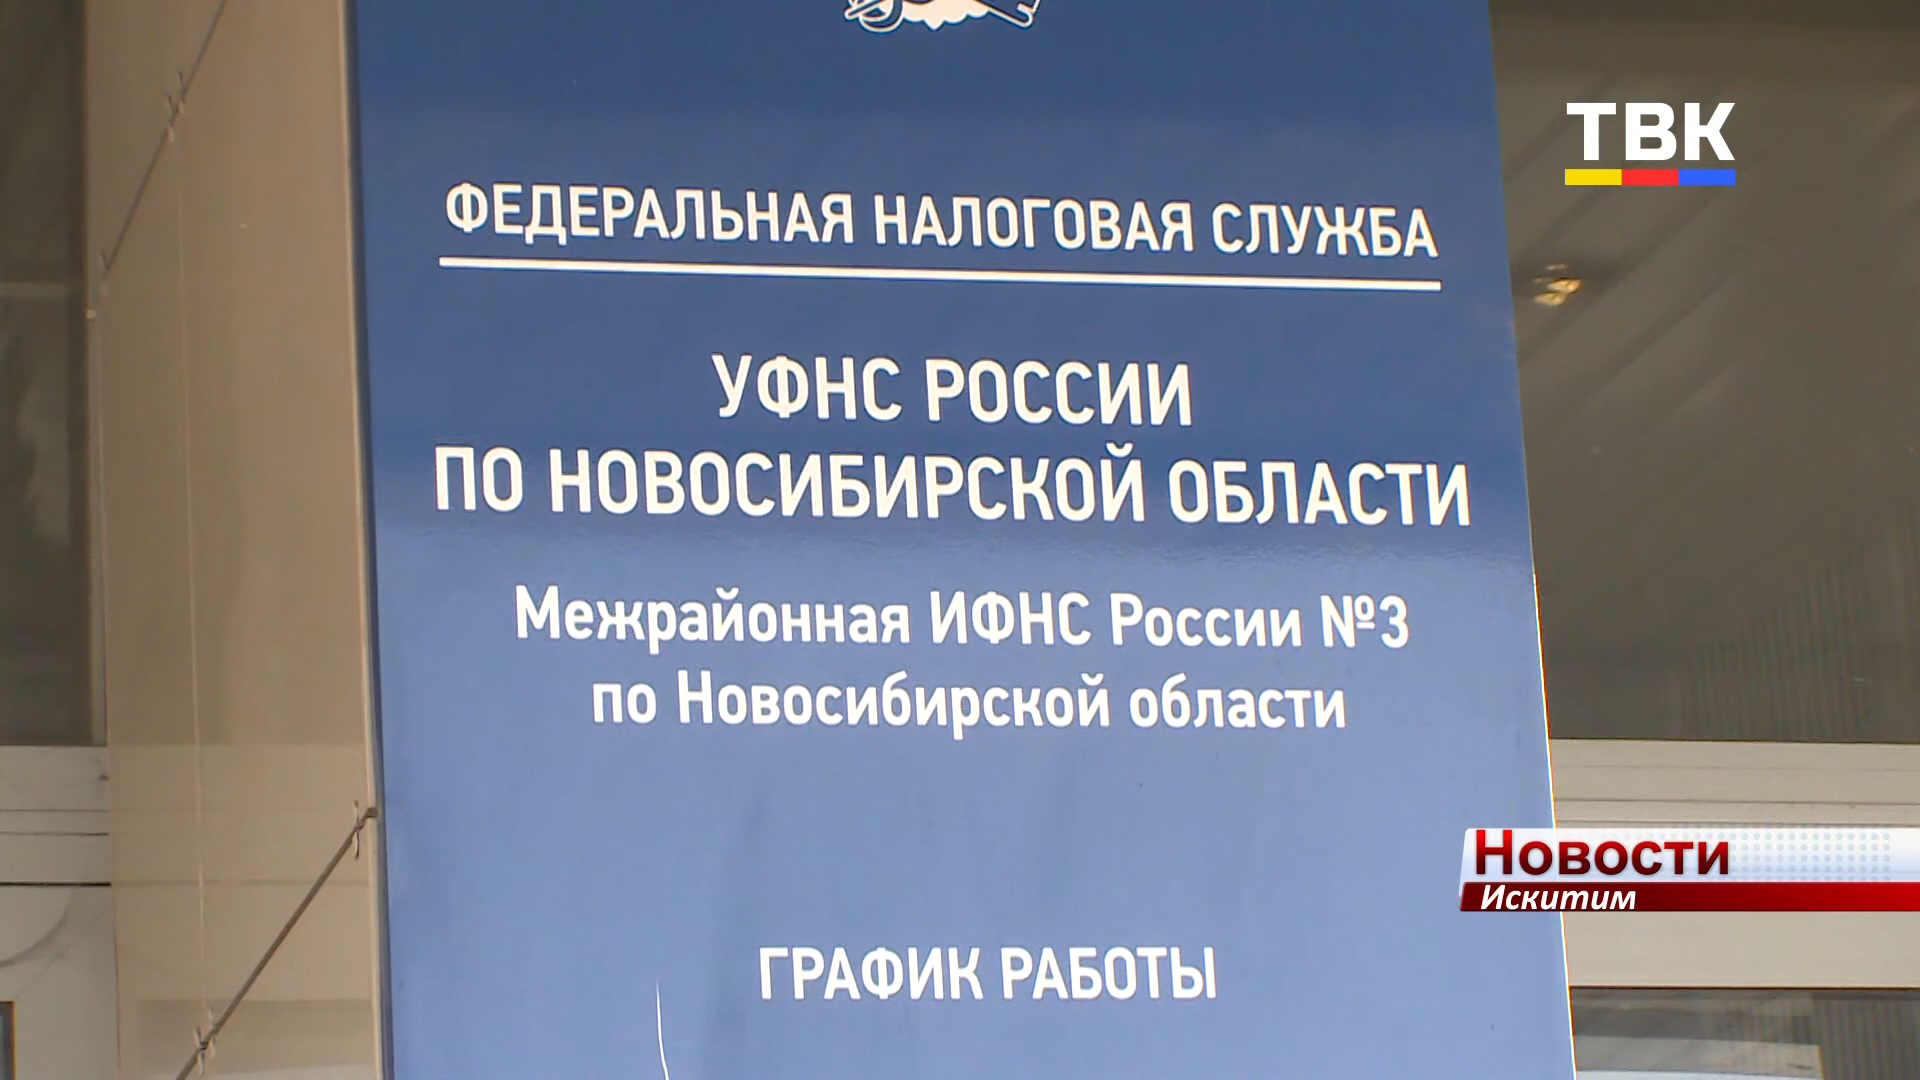 ТВК
ФЕДЕРАЛЬНАЯ НАЛОГОВАЯ СЛУЖБА
УФНС РОССИИ
ПО НОВОСИБИРСКОЙ ОБЛАСТИ
Межрайонная ИФНС России №3
по Новосибирской области
Новости
Искитим
ГРАФИК РАБОТЫ